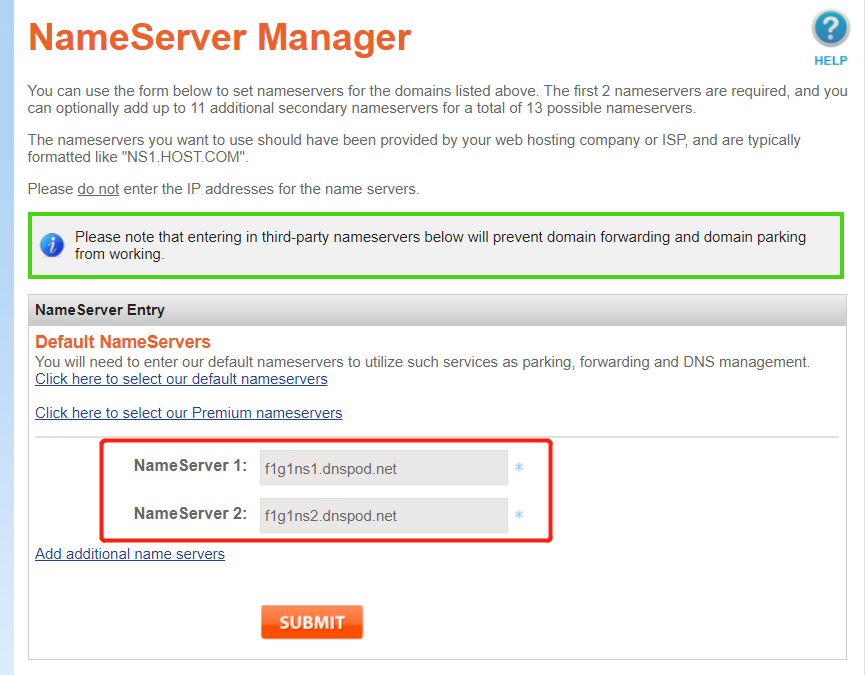 NameServer Manager
HELP
You can use the form below to set nameservers for the domains listed above. The first 2 nameservers are required, and you
can optionally add up to 11 additional secondary nameservers for a total of 13 possible nameservers.
The nameservers you want to use should have been provided by your web hosting company or ISP, and are typically
formatted like "NS1.HOST.COM".
Please do not enter the IP addresses for the name servers.
Please note that entering in third-party nameservers below will prevent domain forwarding and domain parking
from working.
NameServer Entry
Default NameServers
You will need to enter our default nameservers to utilize such services as parking, forwarding and DNS management.
Click here to select our default nameservers
Click here to select our Premium nameservers
NameServer 1: f1g1ns1.dnspod.net *
NameServer 2: f1g1ns2.dnspod.net *
Add additional name servers
SUBMIT